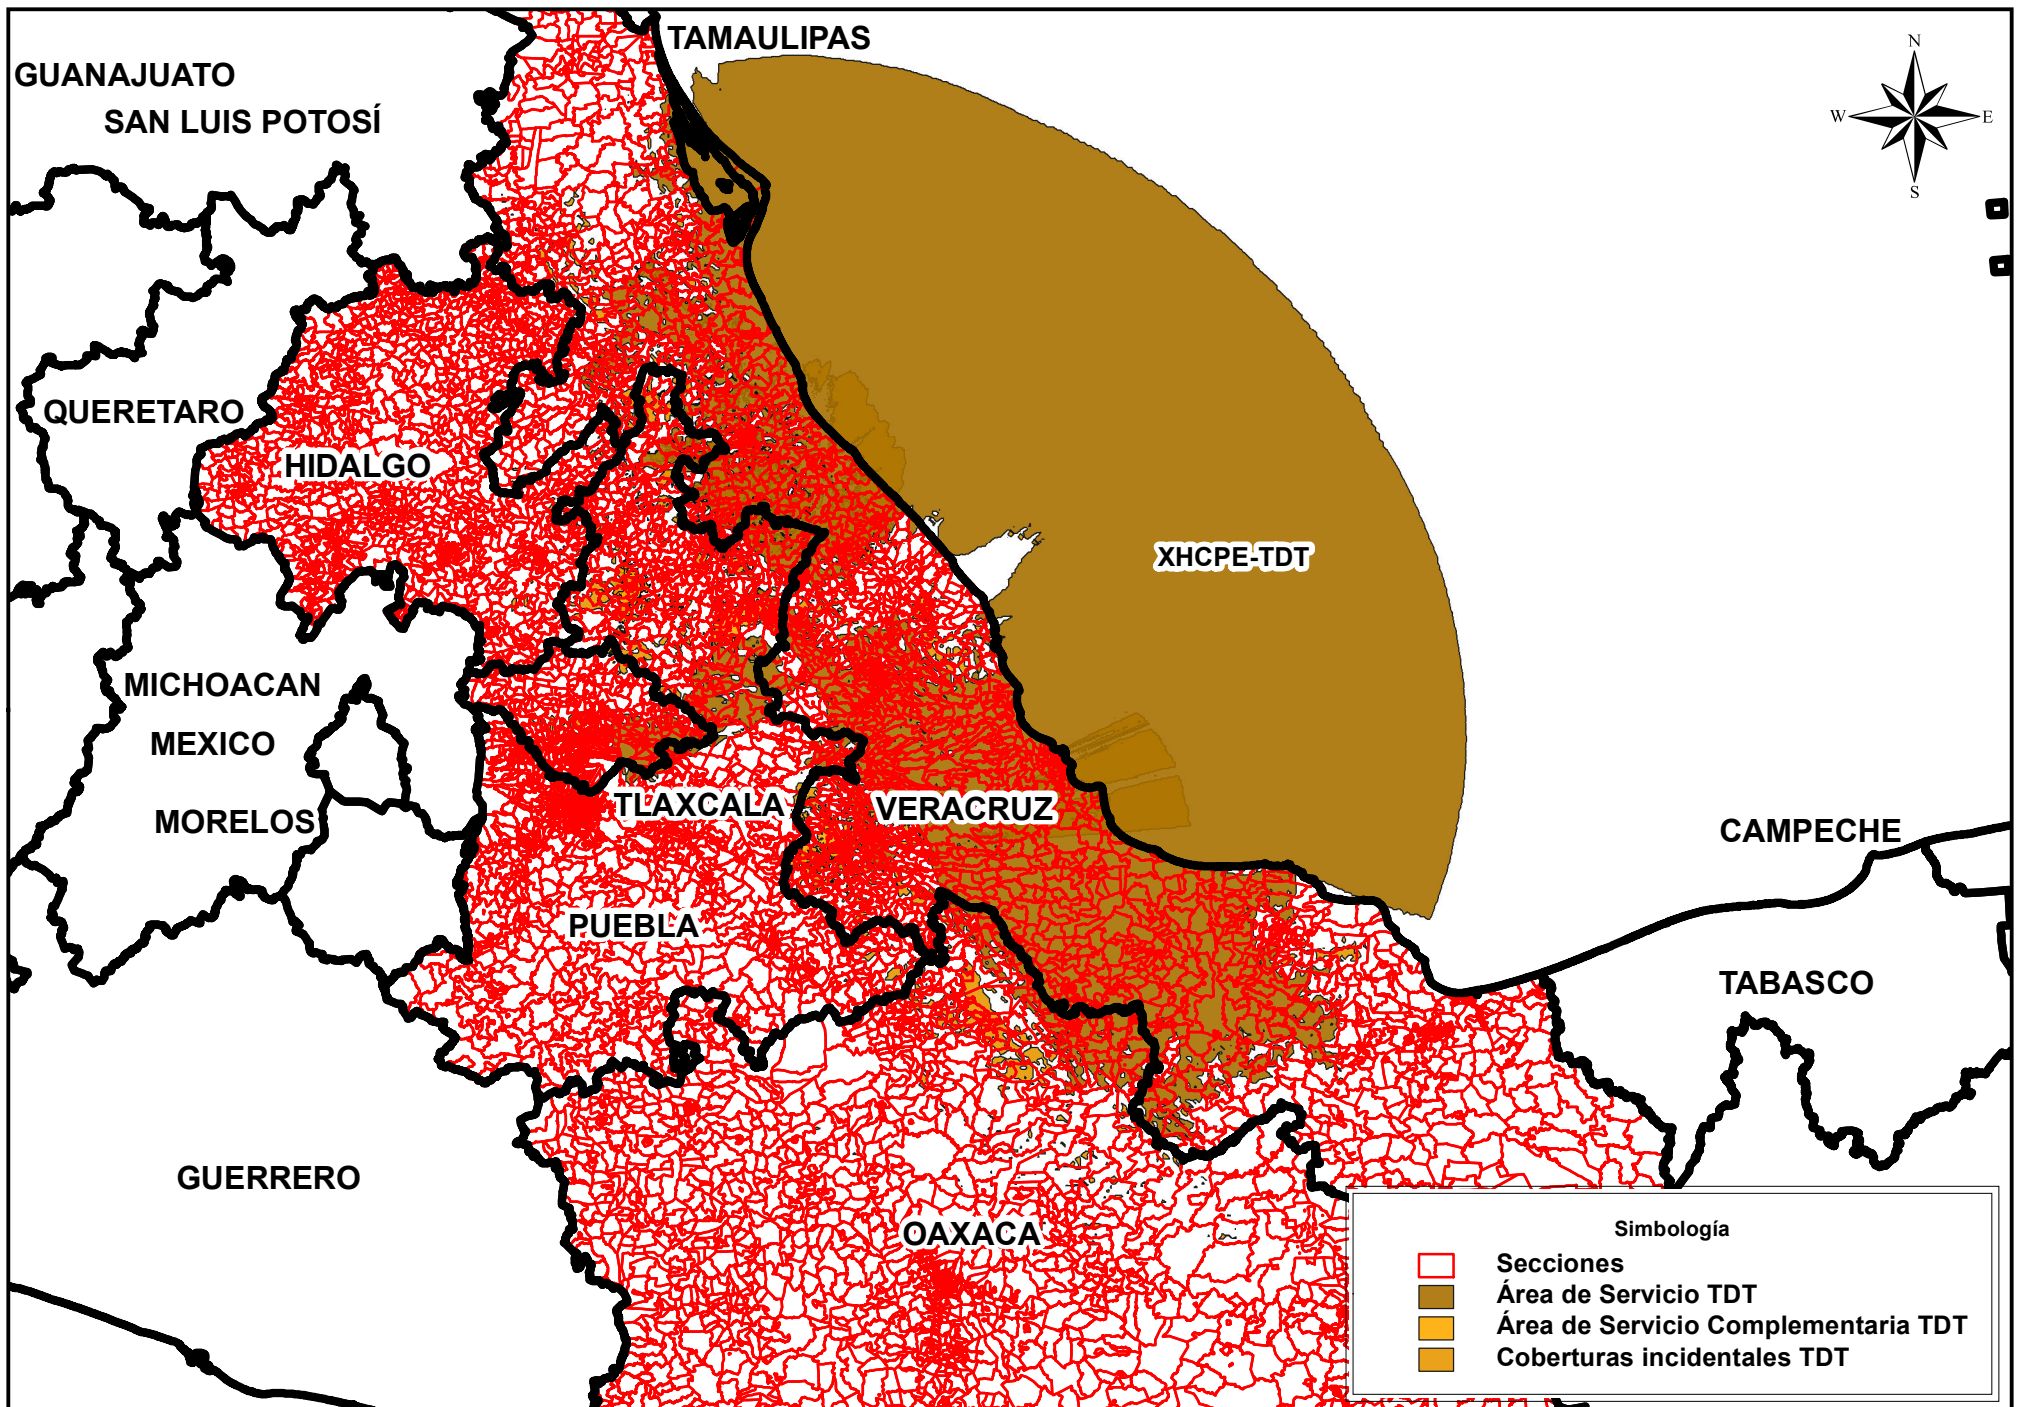 TAMAULIPAS
N
GUANAJUATO
SAN LUIS POTOSÍ
W
E
S
QUERETARO
HIDALGO
XHCPE-TDT
MICHOACAN
MEXICO
TLAXCALA
VERACRUZ
MORELOS
CAMPECHE
PUEBLA
TABASCO
GUERRERO
OAXACA
Simbología
Secciones
Área de Servicio TDT
Área de Servicio Complementaria TDT
Coberturas incidentales TDT